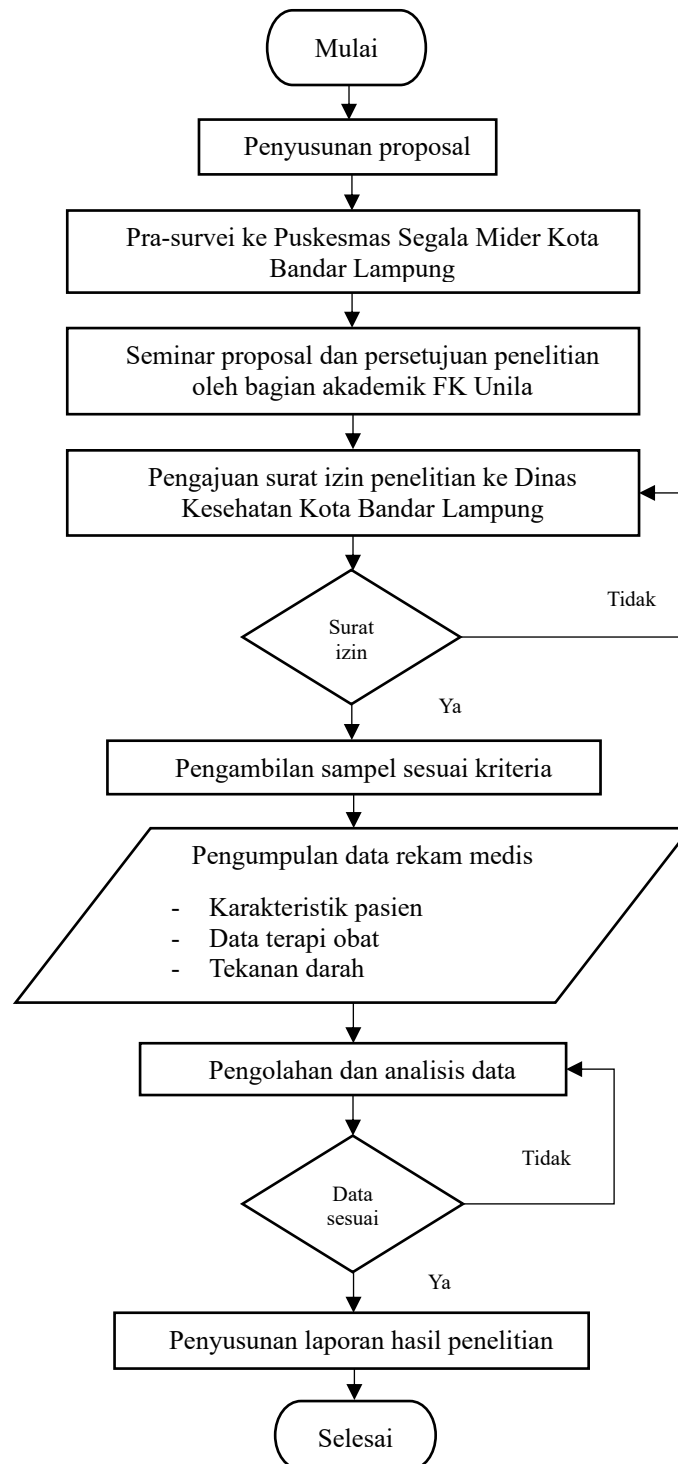 Mulai
Penyusunan proposal
Pra-survei ke Puskesmas Segala Mider Kota
Bandar Lampung
Seminar proposal dan persetujuan penelitian
oleh bagian akademik FK Unila
Pengajuan surat izin penelitian ke Dinas
Kesehatan Kota Bandar Lampung
Tidak
Surat
izin
Ya
Pengambilan sampel sesuai kriteria
Pengumpulan data rekam medis
- Karakteristik pasien
- Data terapi obat
- Tekanan darah
Pengolahan dan analisis data
Tidak
Data
sesuai
Ya
Penyusunan laporan hasil penelitian
Selesai